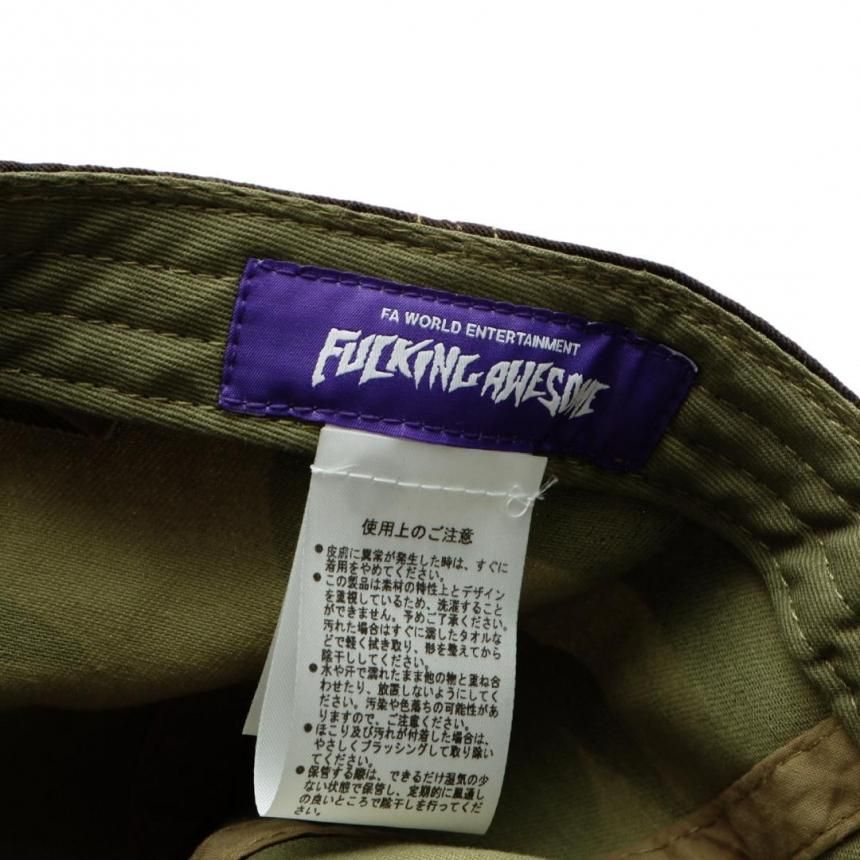 FA WORLD ENTERTAINMENT
FUCKING AWESOME
使用上のご注意
●皮膚に異常が発生した時は、すぐに
着用をやめてください。
●この製品は素材の特性上とデザイン
を重視しているため、洗濯すること
ができません。予めご了承ください。
汚れた場合はすぐに濡したタオルな
どで軽く拭き取り、形を整えてから
陰干ししてください。
●水や汗で濡れたまま他の物と重ね合
わせたり、放置しないようにしてく
ださい。汚染や色落ちの可能性があ
りますので、ご注意ください。
●ほこり及び汚れが付着した場合は、
やさしくブラッシングして取り除い
てください。
●保管する際は、できるだけ湿気の少
ない状態で保管し、定期的に風通し
の良いところで陰干しを行ってくだ
さい。